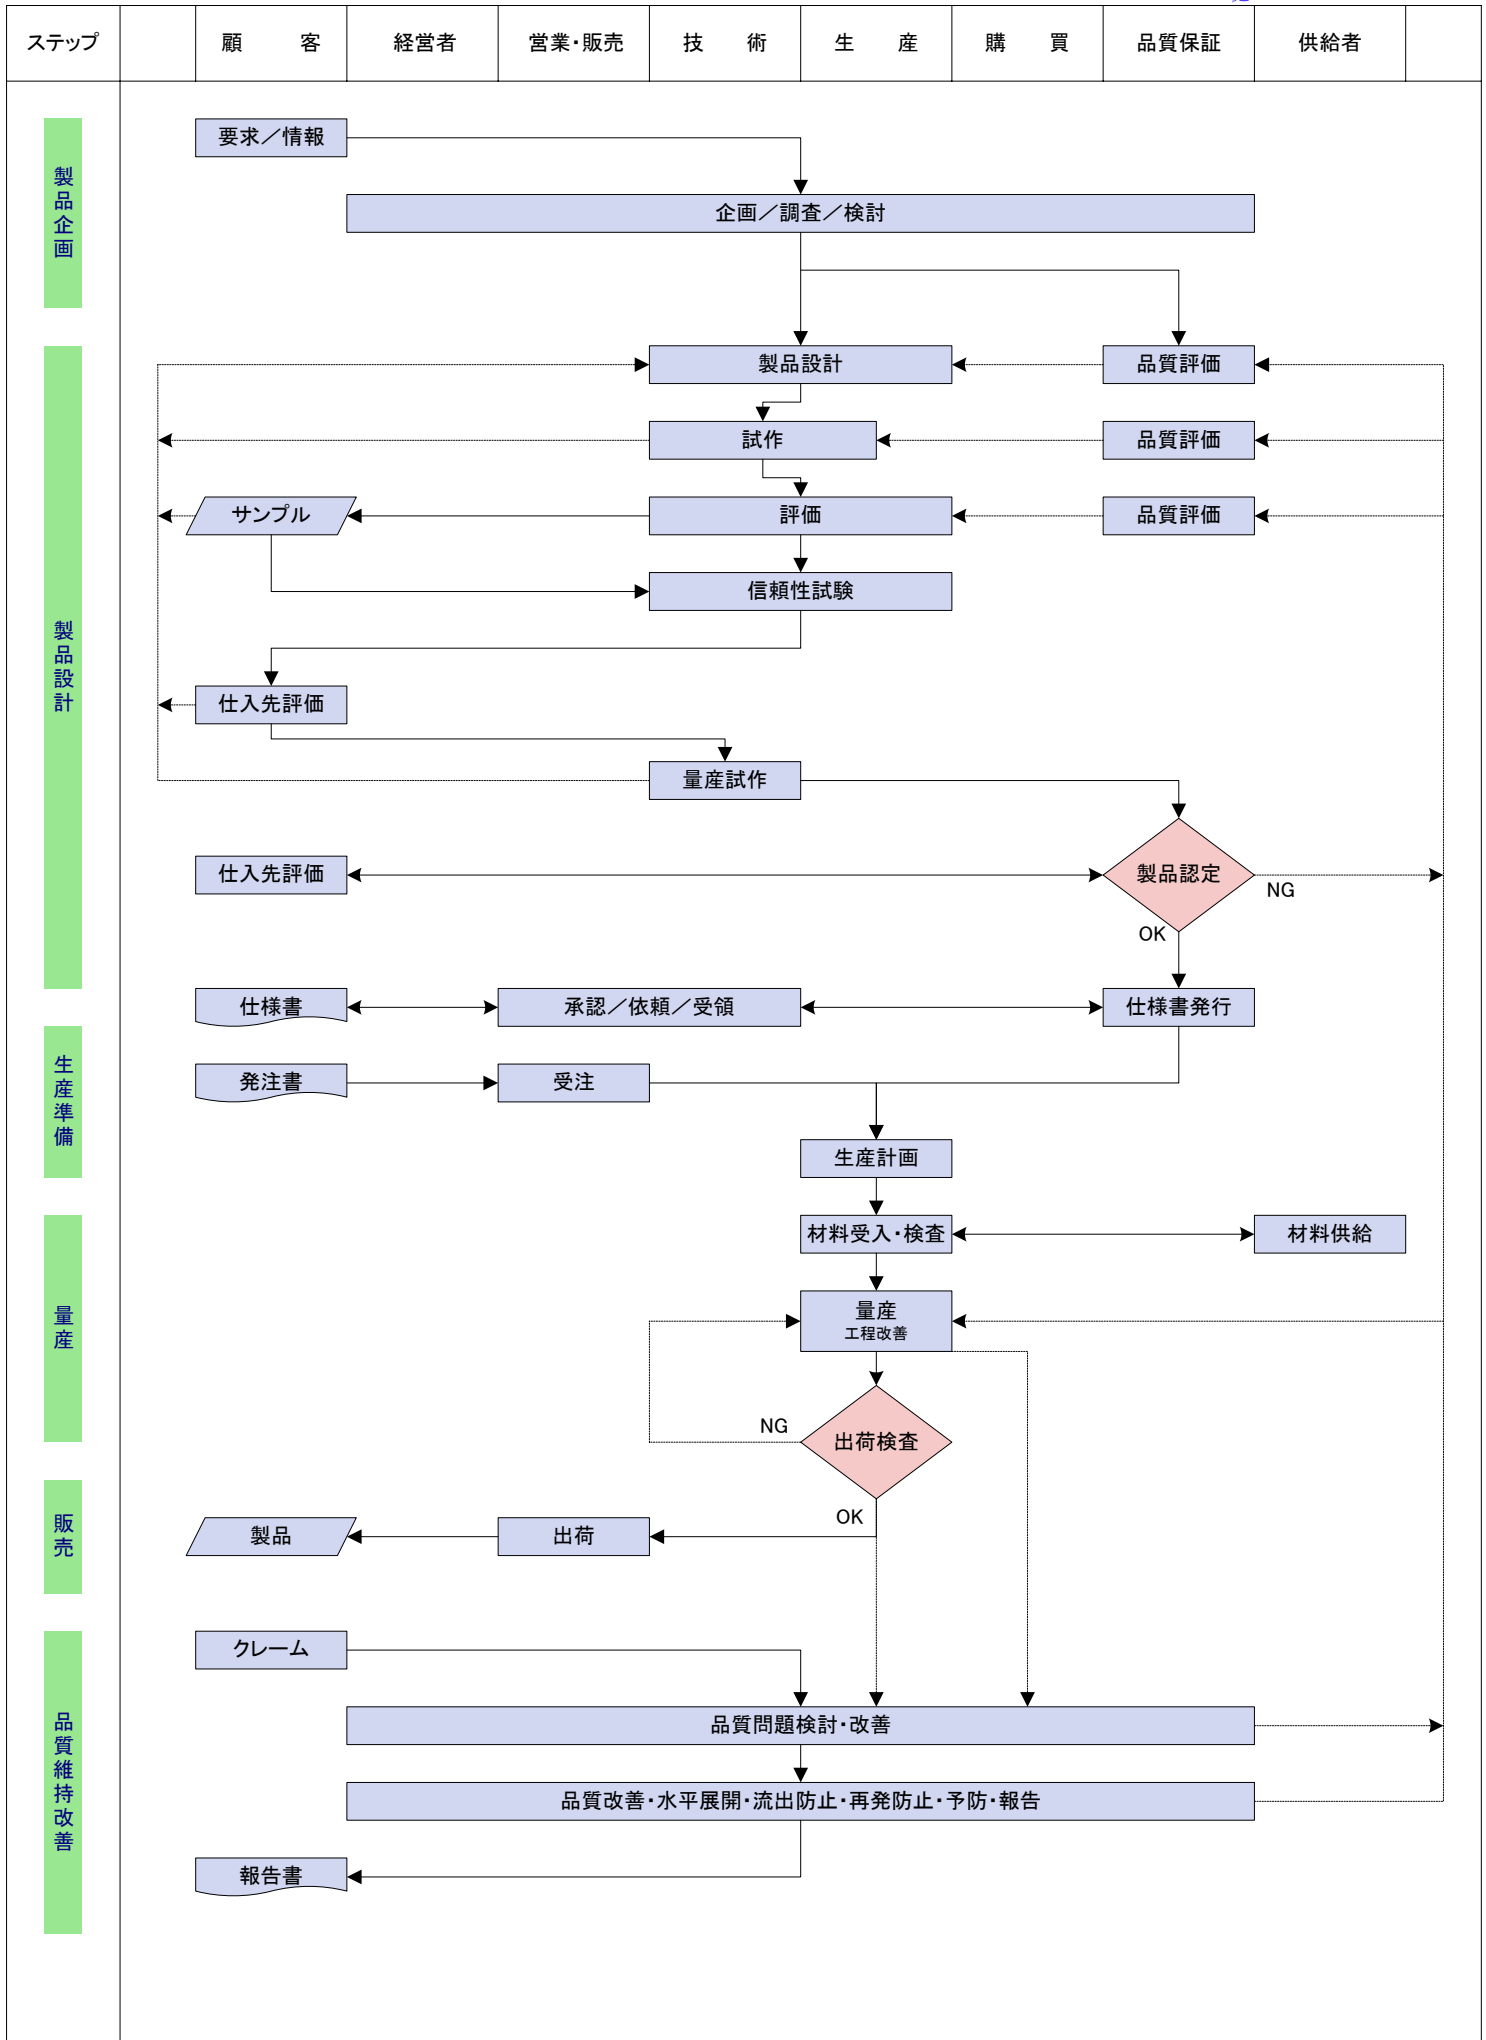 ステップ
顧 客
経営者
営業・販売
技 術
生 産
購 買
品質保証
供給者
製品企画
要求／情報
企画／調査／検討
製品設計
製品設計
品質評価
試作
品質評価
サンプル
評価
品質評価
信頼性試験
仕入先評価
量産試作
仕入先評価
製品認定
NG
OK
仕様書
承認／依頼／受領
仕様書発行
生産準備
発注書
受注
生産計画
量産
材料受入・検査
材料供給
量産
工程改善
NG
出荷検査
OK
販売
製品
出荷
品質維持改善
クレーム
品質問題検討・改善
品質改善・水平展開・流出防止・再発防止・予防・報告
報告書